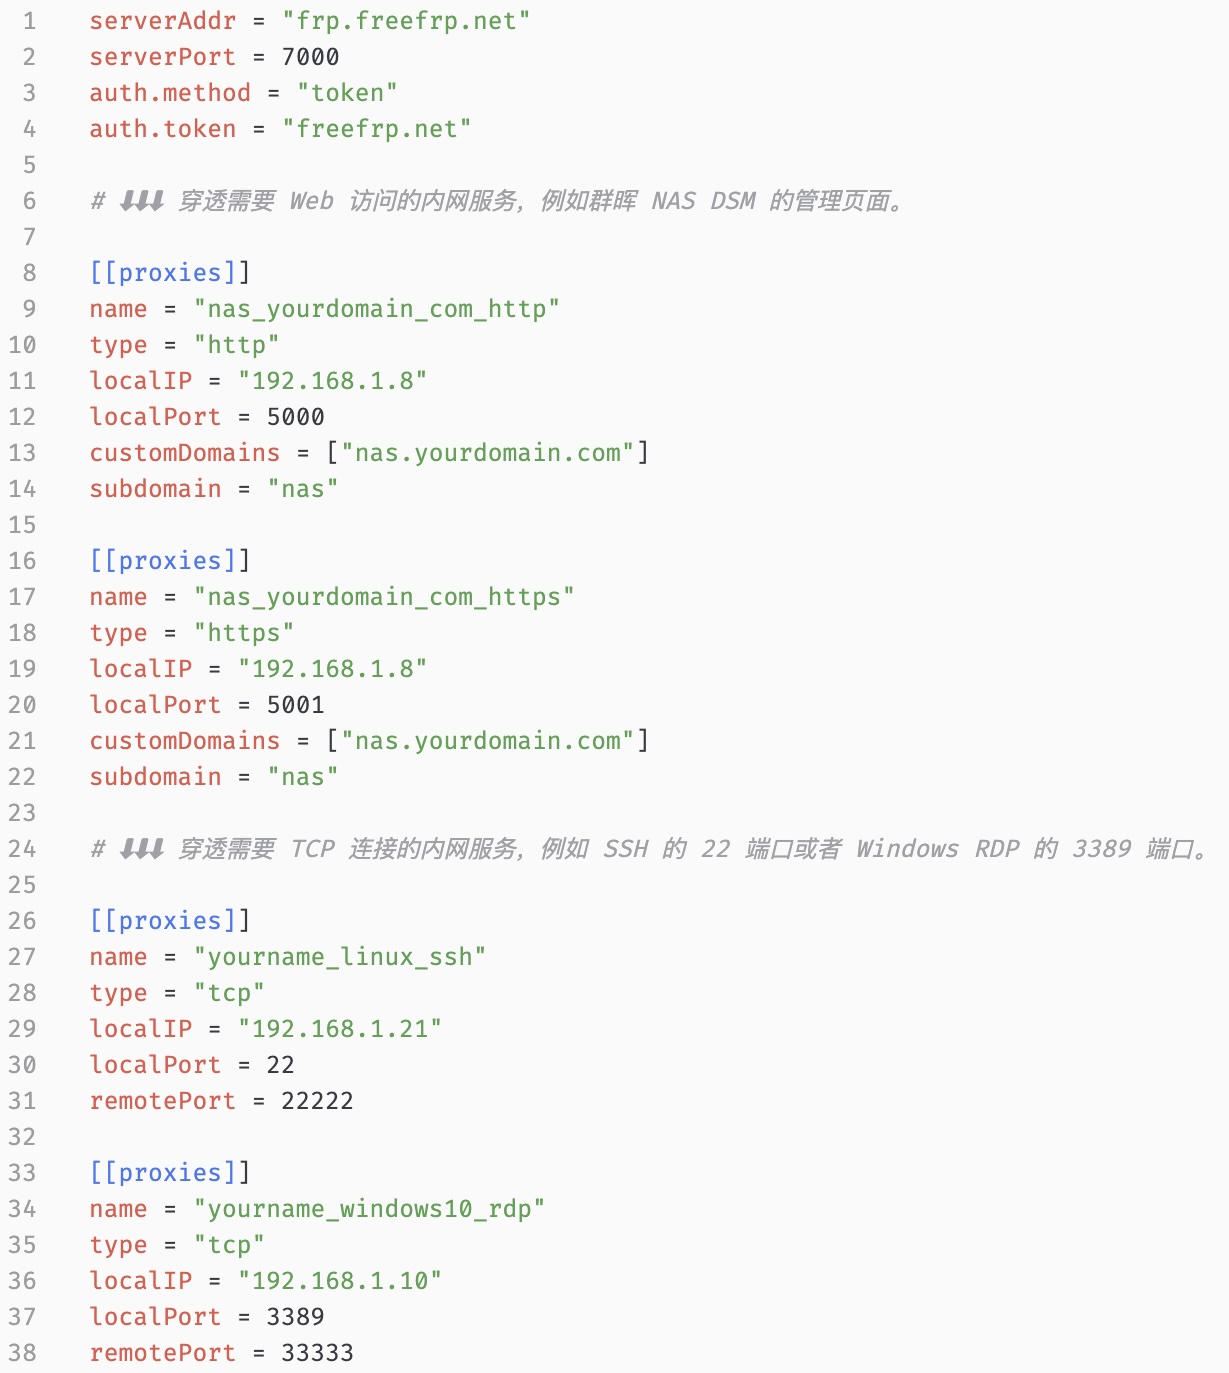 1 serverAddr = "frp.freefrp.net"
2 serverPort = 7000
3 auth.method = "token"
4 auth.token = "freefrp.net"
5
6 # ⬇⬇⬇ 穿透需要 Web 访问的内网服务，例如群晖 NAS DSM 的管理页面。
7
8 [[proxies]]
9 name = "nas_yourdomain_com_http"
10 type = "http"
11 localIP = "192.168.1.8"
12 localPort = 5000
13 customDomains = ["nas.yourdomain.com"]
14 subdomain = "nas"
15
16 [[proxies]]
17 name = "nas_yourdomain_com_https"
18 type = "https"
19 localIP = "192.168.1.8"
20 localPort = 5001
21 customDomains = ["nas.yourdomain.com"]
22 subdomain = "nas"
23
24 # ⬇⬇⬇ 穿透需要 TCP 连接的内网服务，例如 SSH 的 22 端口或者 Windows RDP 的 3389 端口。
25
26 [[proxies]]
27 name = "yourname_linux_ssh"
28 type = "tcp"
29 localIP = "192.168.1.21"
30 localPort = 22
31 remotePort = 22222
32
33 [[proxies]]
34 name = "yourname_windows10_rdp"
35 type = "tcp"
36 localIP = "192.168.1.10"
37 localPort = 3389
38 remotePort = 33333